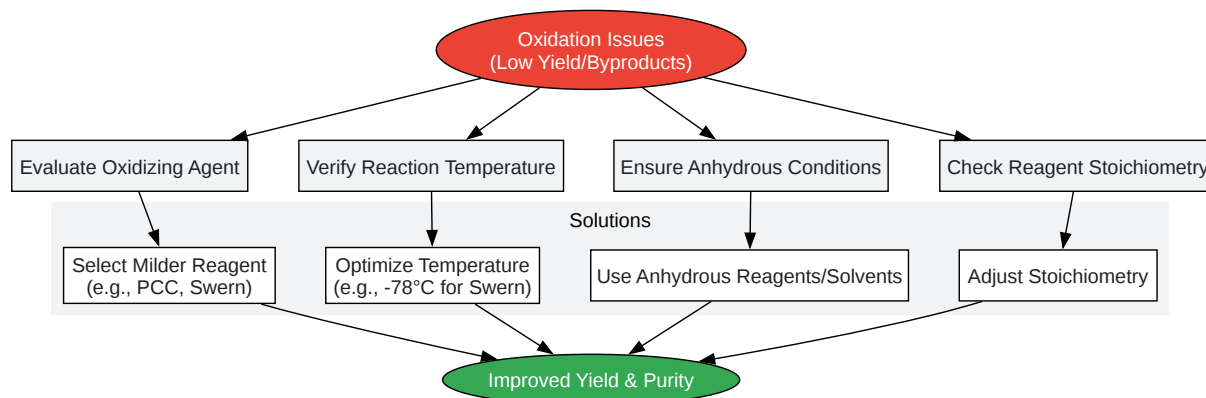 Oxidation Issues
(Low Yield/Byproducts)
Evaluate Oxidizing Agent
Verify Reaction Temperature
Ensure Anhydrous Conditions
Check Reagent Stoichiometry
Solutions
Select Milder Reagent
(e.g., PCC, Swern)
Optimize Temperature
(e.g., -78°C for Swern)
Use Anhydrous Reagents/Solvents
Adjust Stoichiometry
Improved Yield & Purity